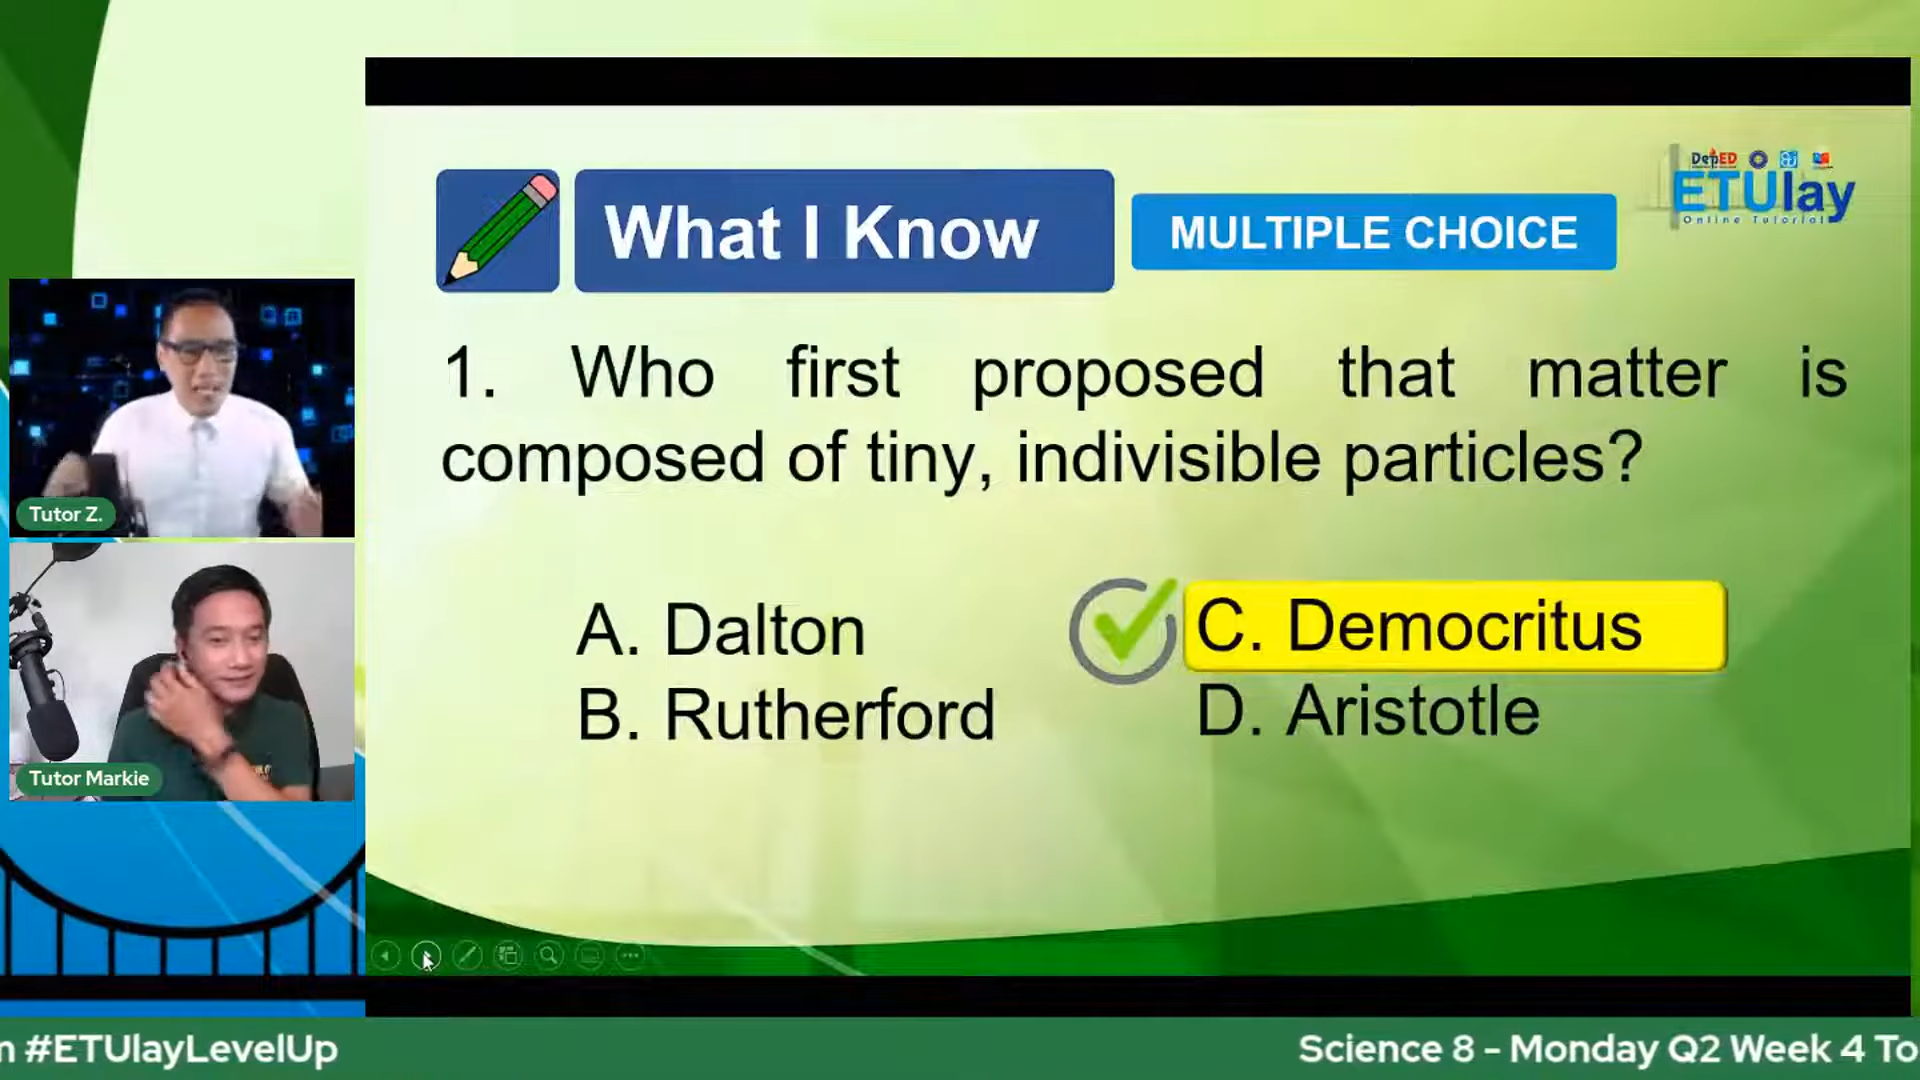 DepED
ETUlay
Online Tutorial
What I Know
MULTIPLE CHOICE
1. Who first proposed that matter is
composed of tiny, indivisible particles?
A. Dalton
B. Rutherford
C. Democritus
D. Aristotle
Tutor Z.
Tutor Markie
#ETUlayLevelUp
Science 8 - Monday Q2 Week 4 To